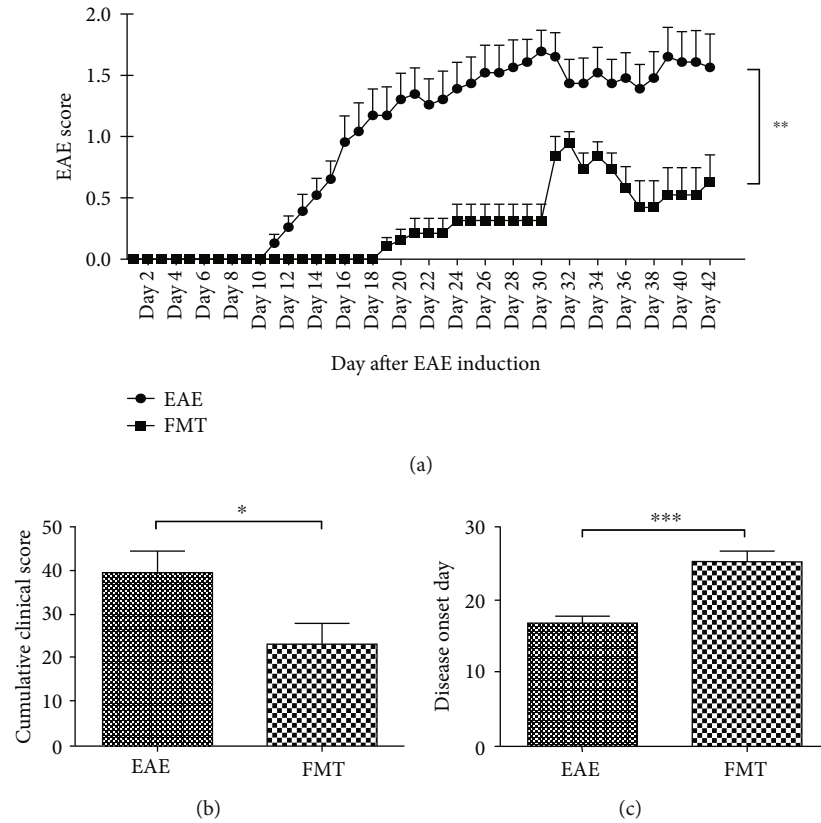 2.0
1.5
1.0
0.5
0.0
EAE score
**
Day 2
Day 4
Day 6
Day 8
Day 10
Day 12
Day 14
Day 16
Day 18
Day 20
Day 22
Day 24
Day 26
Day 28
Day 30
Day 32
Day 34
Day 36
Day 38
Day 40
Day 42
Day after EAE induction
EAE
FMT
(a)
Cumulative clinical score
50
40
30
20
10
0
*
EAE
FMT
(b)
Disease onset day
30
20
10
0
***
EAE
FMT
(c)